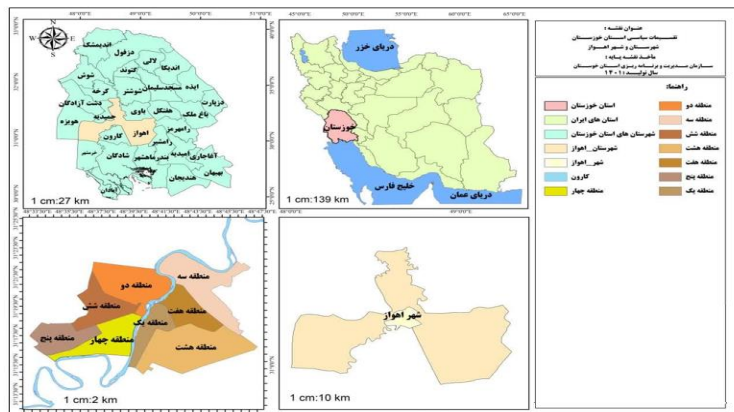 عنوان نقشه :
تقسیمات سیاسی استان خوزستان
شهرستان و شهر اهواز
ماخذ نقشه پایه :
سازمان مدیریت و برنامه ریزی استان خوزستان
سال تولید: ۱۴۰۱
راهنما:
استان خوزستان
استان های ایران
شهرستان های استان خوزستان
شهرستان_اهواز
شهر_اهواز
کارون
منطقه چهار
منطقه دو
منطقه سه
منطقه شش
منطقه هشت
منطقه هفت
منطقه پنج
منطقه یک
N
W E
S
اندیمشک
دزفول
لالی
اندیکا
شوش
گتوند
ایذه
مسجدسلیمان
شوشتر
کرخه
دزپارت
دشت آزادگان
حمیدیه
باوی
هفتکل
باغ ملک
هویزه
اهواز
رامهرمز
کارون
رامشیر
شادگان
بندرماهشهر
امیدیه
آغاجاری
بهبهان
هندیجان
1 cm:27 km
دریای خزر
خوزستان
خلیج فارس
دریای عمان
1 cm:139 km
منطقه سه
منطقه دو
منطقه شش
منطقه هفت
منطقه یک
منطقه پنج
منطقه چهار
منطقه هشت
1 cm:2 km
شهر اهواز
1 cm:10 km